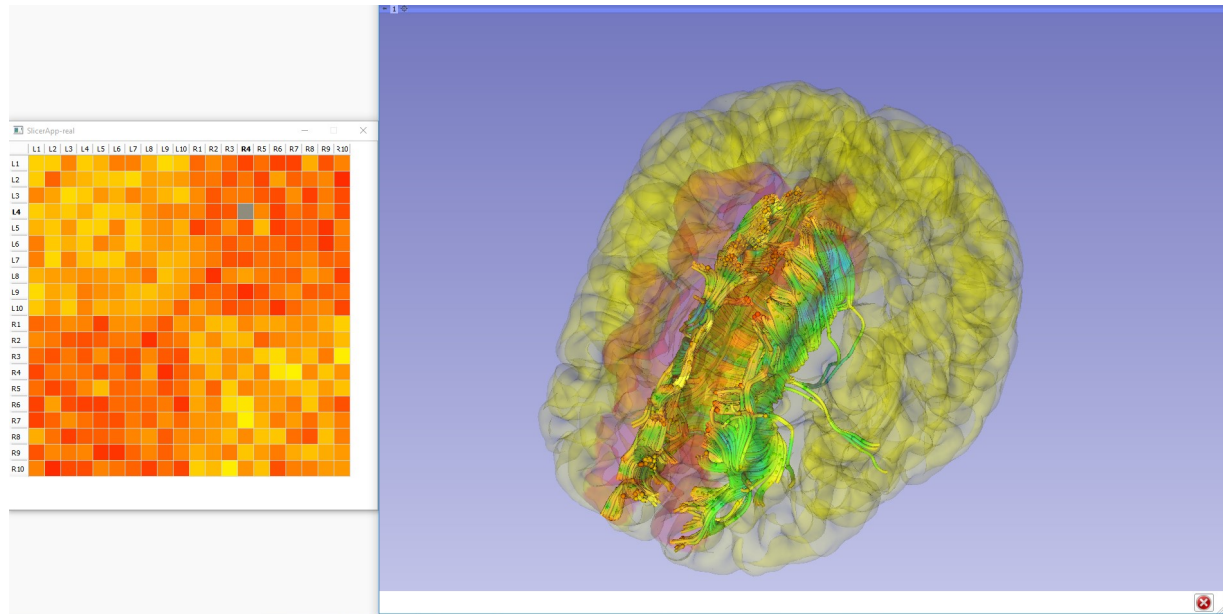 1
SlicerApp-real
L1 L2 L3 L4 L5 L6 L7 L8 L9 L10 R1 R2 R3 R4 R5 R6 R7 R8 R9 R10
L1
L2
L3
L4
L5
L6
L7
L8
L9
L10
R1
R2
R3
R4
R5
R6
R7
R8
R9
R10